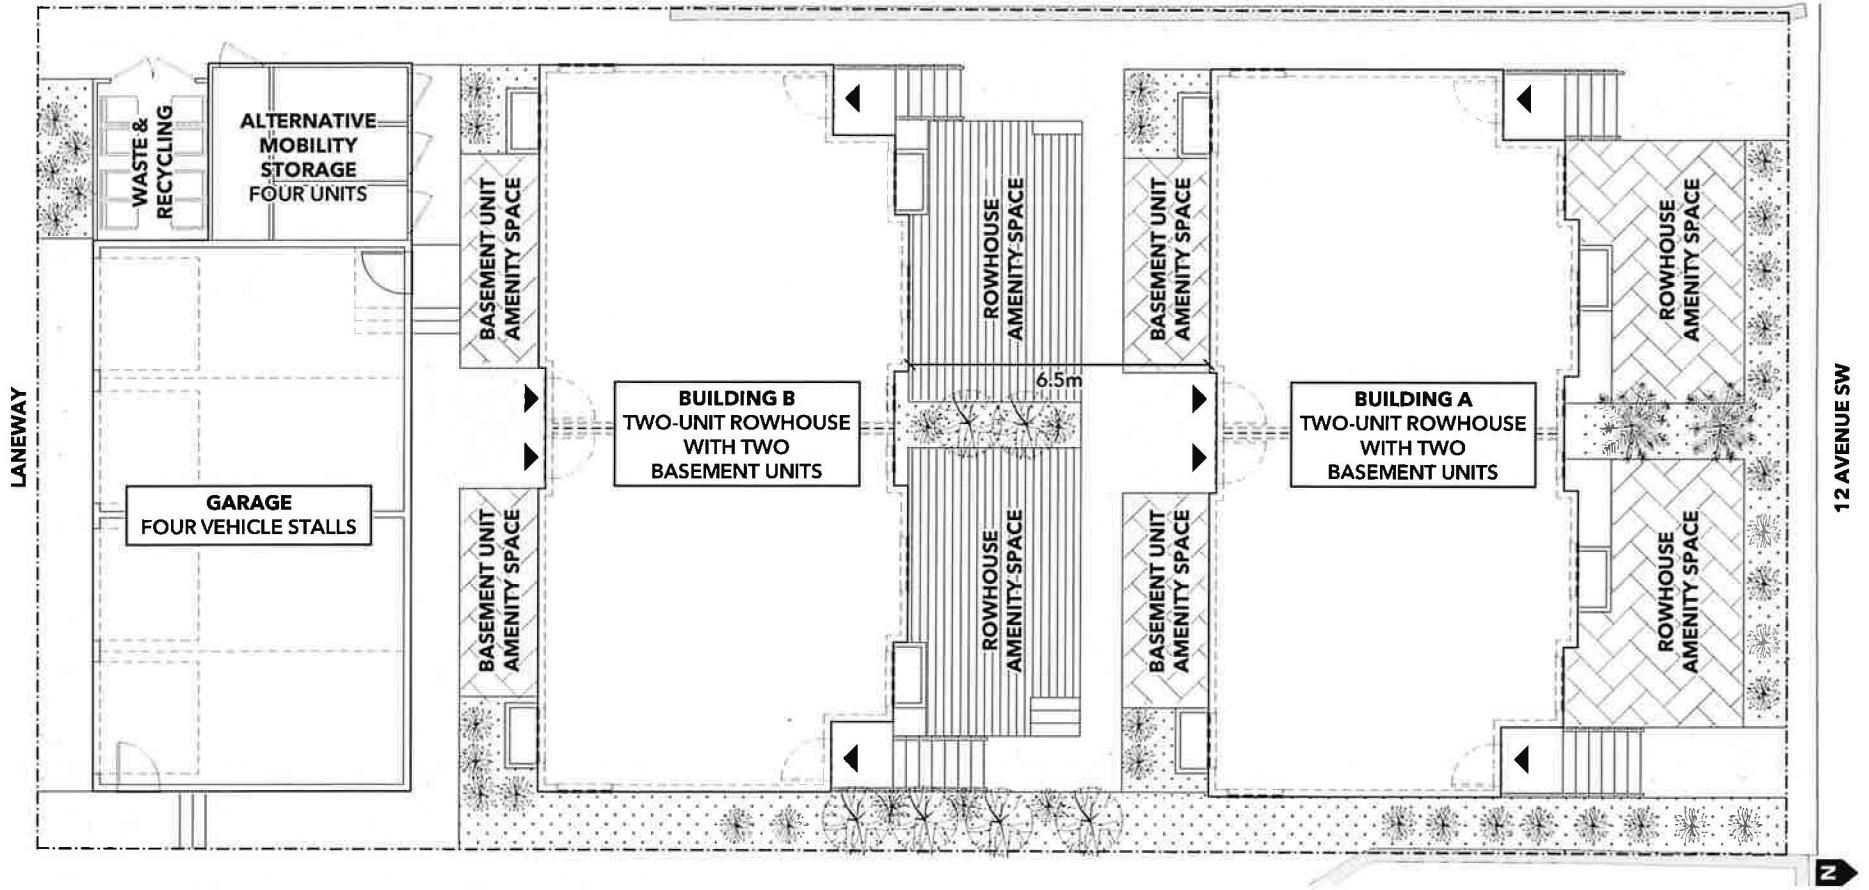 LANEWAY
WASTE &
RECYCLING
ALTERNATIVE
MOBILITY
STORAGE
FOUR UNITS
GARAGE
FOUR VEHICLE STALLS
BASEMENT UNIT
AMENITY SPACE
BASEMENT UNIT
AMENITY SPACE
BUILDING B
TWO-UNIT ROWHOUSE
WITH TWO
BASEMENT UNITS
ROWHOUSE
AMENITY SPACE
ROWHOUSE
AMENITY SPACE
6.5m
BASEMENT UNIT
AMENITY SPACE
BASEMENT UNIT
AMENITY SPACE
BUILDING A
TWO-UNIT ROWHOUSE
WITH TWO
BASEMENT UNITS
ROWHOUSE
AMENITY SPACE
ROWHOUSE
AMENITY SPACE
12 AVENUE SW
N